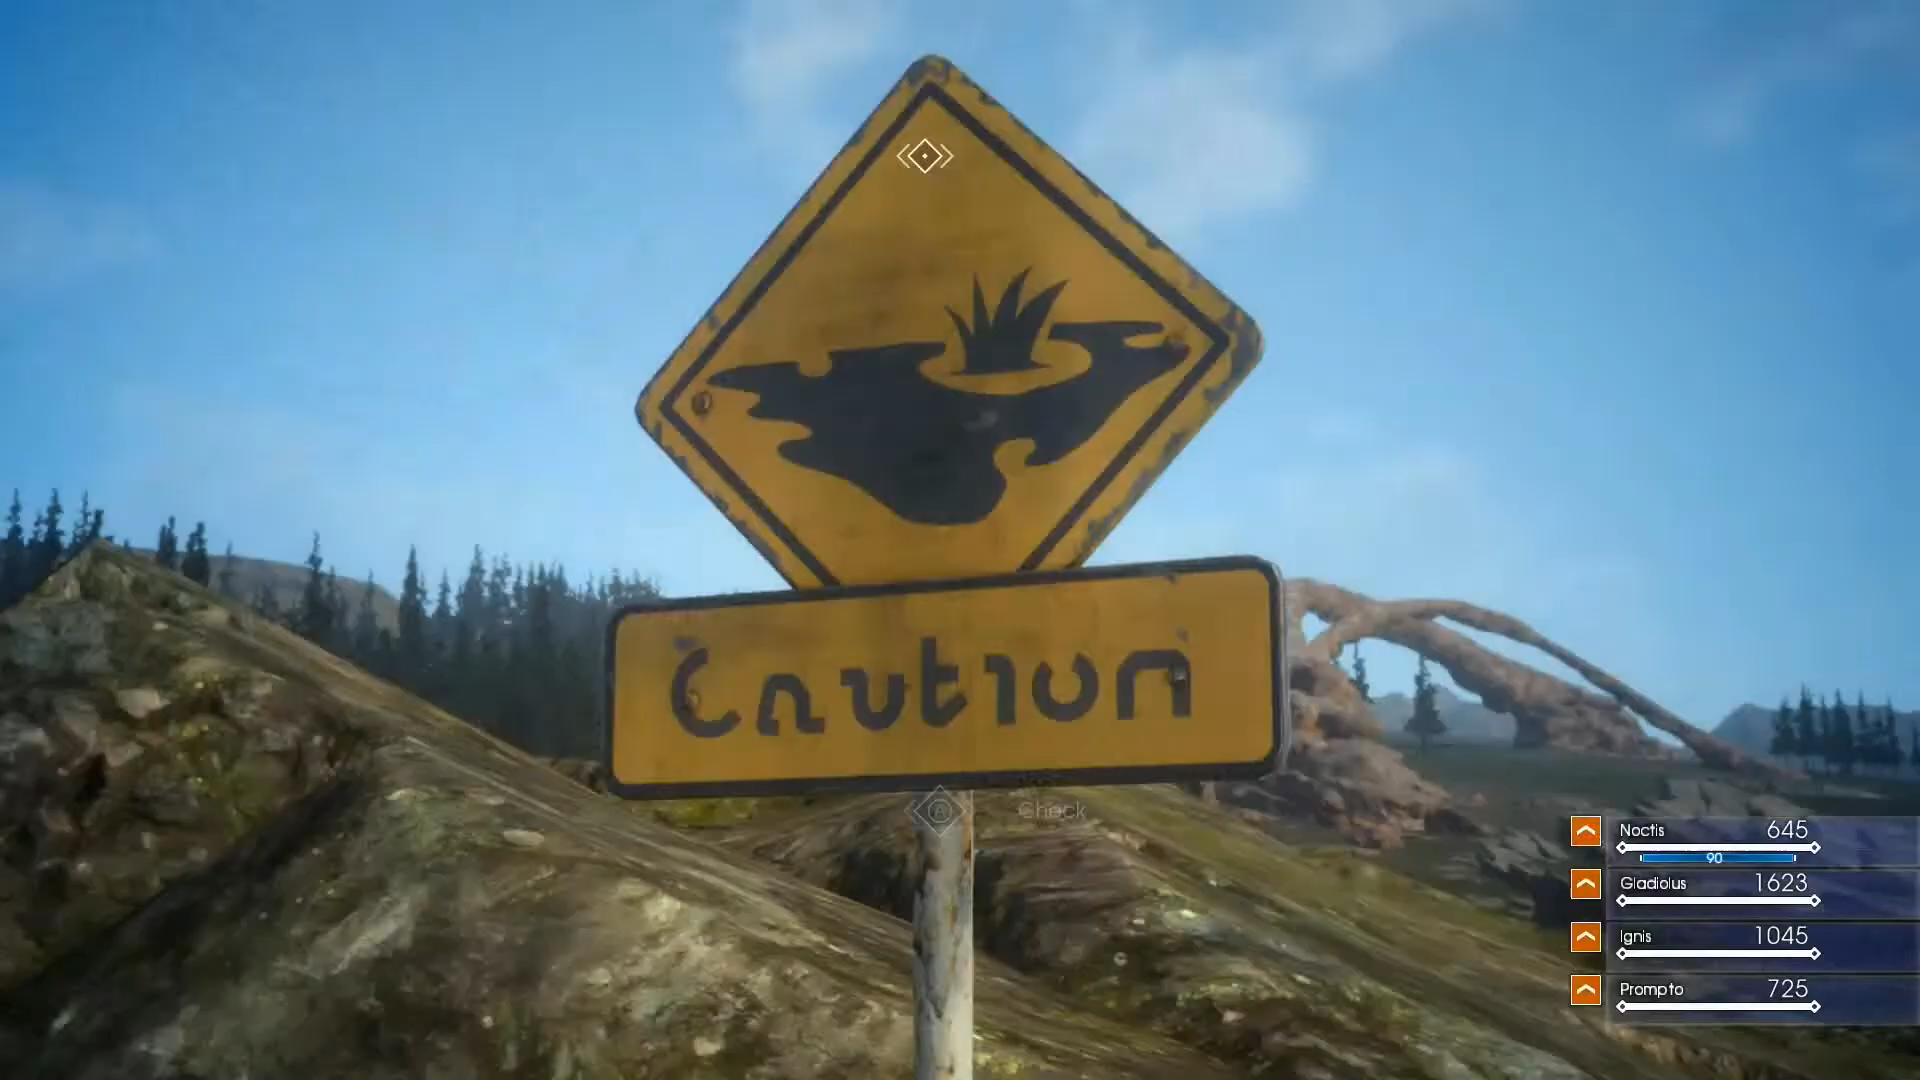 Caution
A Check
Noctis 645
90
Gladiolus 1623
Ignis 1045
Prompto 725